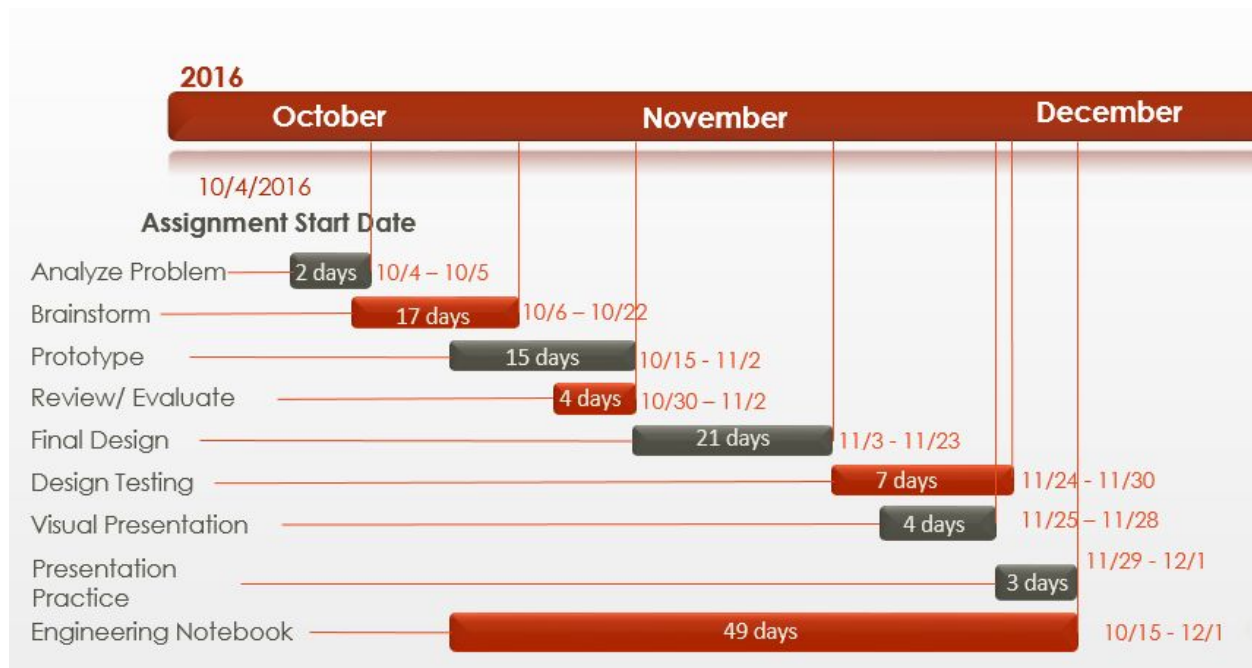 2016
October November December
10/4/2016
Assignment Start Date
Analyze Problem 2 days 10/4 – 10/5
Brainstorm 17 days 10/6 – 10/22
Prototype 15 days 10/15 - 11/2
Review/ Evaluate 4 days 10/30 – 11/2
Final Design 21 days 11/3 - 11/23
Design Testing 7 days 11/24 - 11/30
Visual Presentation 4 days 11/25 – 11/28
Presentation
Practice 3 days 11/29 - 12/1
Engineering Notebook 49 days 10/15 - 12/1